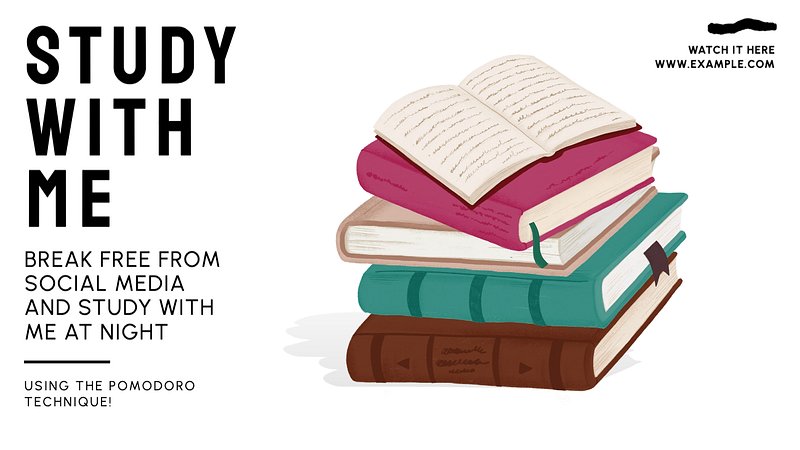 STUDY
WITH
ME
BREAK FREE FROM
SOCIAL MEDIA
AND STUDY WITH
ME AT NIGHT
USING THE POMODORO
TECHNIQUE!
WATCH IT HERE
WWW.EXAMPLE.COM